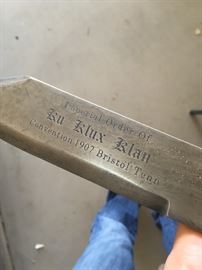 Imperial Order Of
Ku Klux Klan
Convention 1907 Bristol Tenn